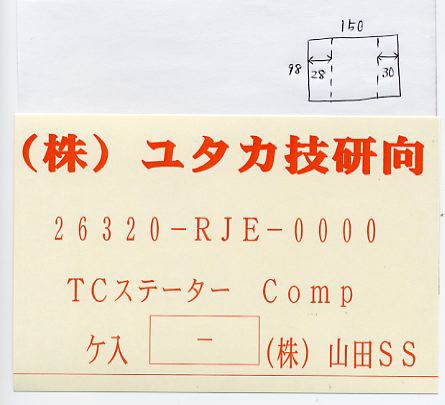 150
98 28 30
(株) ユタカ技研向
26320-RJE-0000
TCステーター Comp
ケ入 - (株) 山田SS